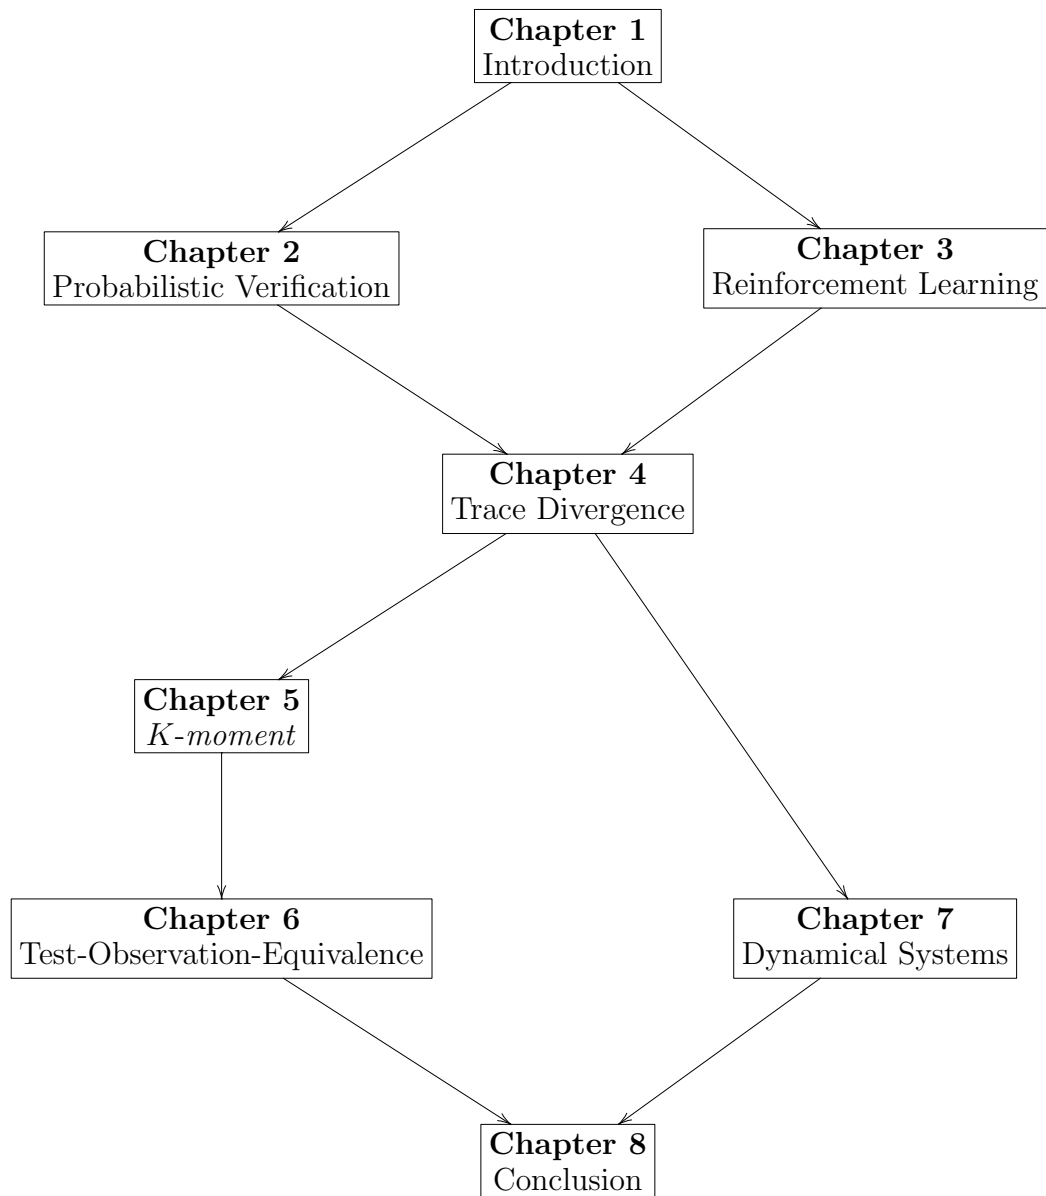 Chapter 1
Introduction
Chapter 2
Probabilistic Verification
Chapter 3
Reinforcement Learning
Chapter 4
Trace Divergence
Chapter 5
K-moment
Chapter 6
Test-Observation-Equivalence
Chapter 7
Dynamical Systems
Chapter 8
Conclusion